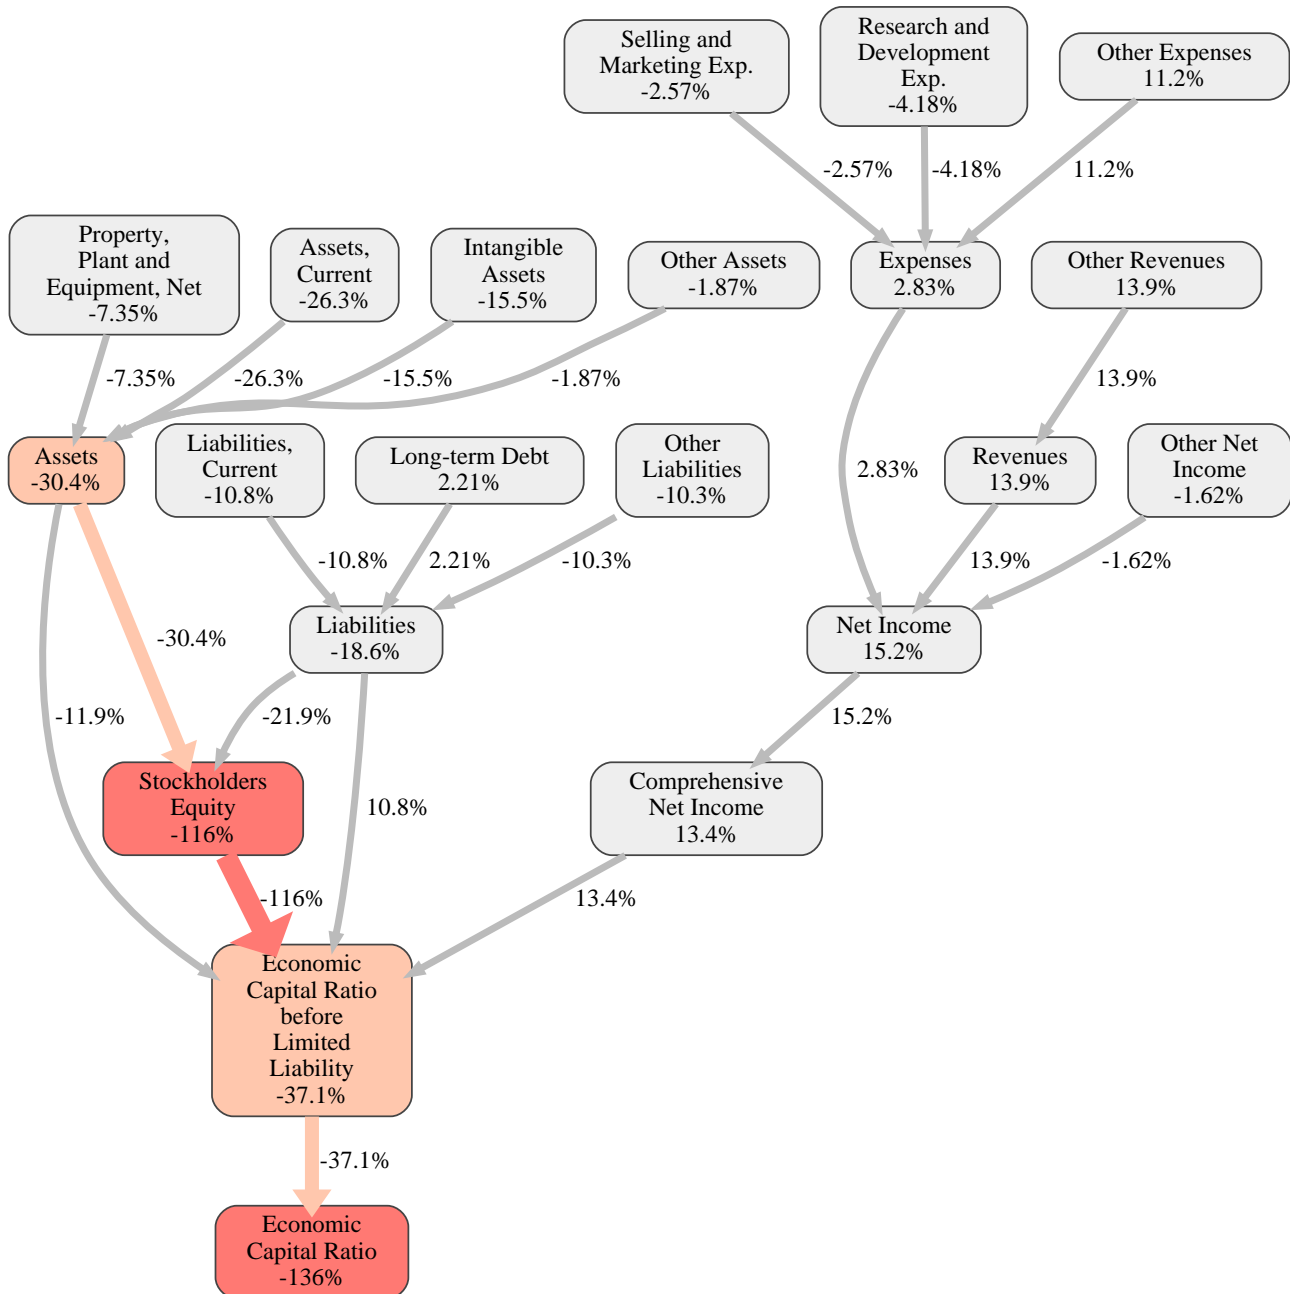 Selling and
Marketing Exp.
-2.57%
Research and
Development
Exp.
-4.18%
Other Expenses
11.2%
-2.57%
-4.18%
11.2%
Property,
Plant and
Equipment, Net
-7.35%
Assets,
Current
-26.3%
Intangible
Assets
-15.5%
Other Assets
-1.87%
Expenses
2.83%
Other Revenues
13.9%
-7.35%
-26.3%
-15.5%
-1.87%
13.9%
Assets
-30.4%
Liabilities,
Current
-10.8%
Long-term Debt
2.21%
Other
Liabilities
-10.3%
2.83%
Revenues
13.9%
Other Net
Income
-1.62%
-10.8%
2.21%
-10.3%
13.9%
-1.62%
-30.4%
Liabilities
-18.6%
Net Income
15.2%
-11.9%
-21.9%
15.2%
Stockholders
Equity
-116%
10.8%
Comprehensive
Net Income
13.4%
-116%
13.4%
Economic
Capital Ratio
before
Limited
Liability
-37.1%
-37.1%
Economic
Capital Ratio
-136%